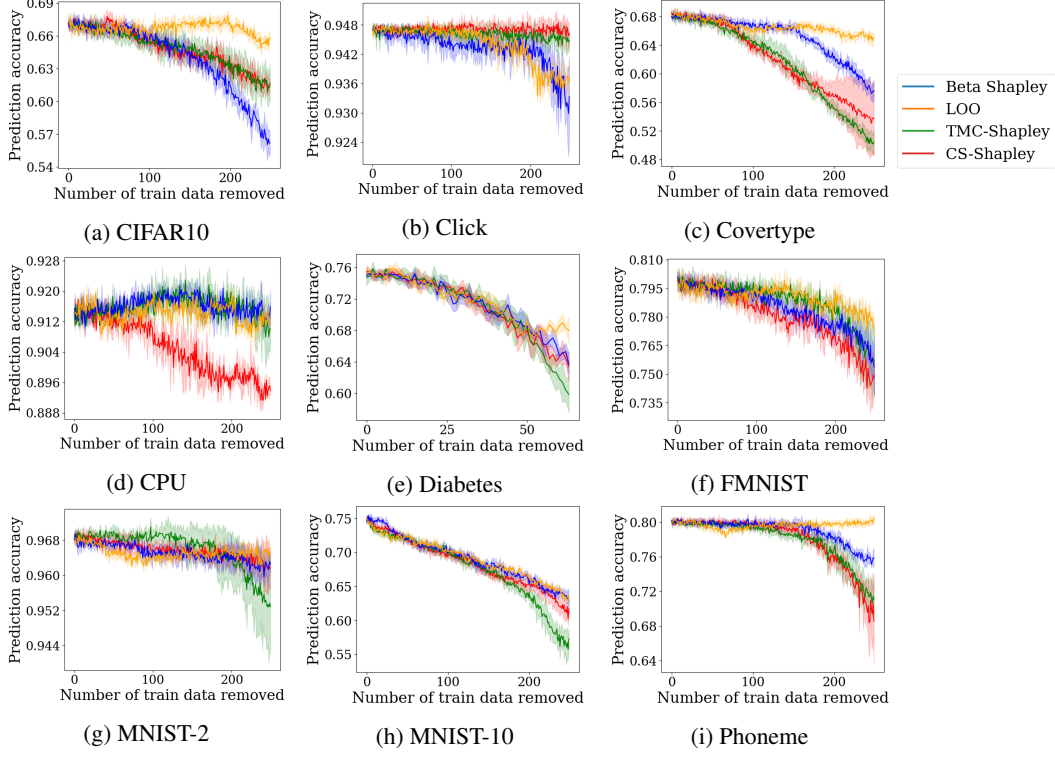 0.69
0.66
0.63
0.60
0.57
0.54
Prediction accuracy
0
100
200
Number of train data removed
(a) CIFAR10
0.948
0.942
0.936
0.930
0.924
Prediction accuracy
0
100
200
Number of train data removed
(b) Click
0.68
0.64
0.60
0.56
0.52
0.48
Prediction accuracy
0
100
200
Number of train data removed
(c) Covertype
Beta Shapley
LOO
TMC-Shapley
CS-Shapley
0.928
0.920
0.912
0.904
0.896
0.888
Prediction accuracy
0
100
200
Number of train data removed
(d) CPU
0.76
0.72
0.68
0.64
0.60
Prediction accuracy
0
25
50
Number of train data removed
(e) Diabetes
0.810
0.795
0.780
0.765
0.750
0.735
Prediction accuracy
0
100
200
Number of train data removed
(f) FMNIST
0.968
0.960
0.952
0.944
Prediction accuracy
0
100
200
Number of train data removed
(g) MNIST-2
0.75
0.70
0.65
0.60
0.55
Prediction accuracy
0
100
200
Number of train data removed
(h) MNIST-10
0.80
0.76
0.72
0.68
0.64
Prediction accuracy
0
100
200
Number of train data removed
(i) Phoneme